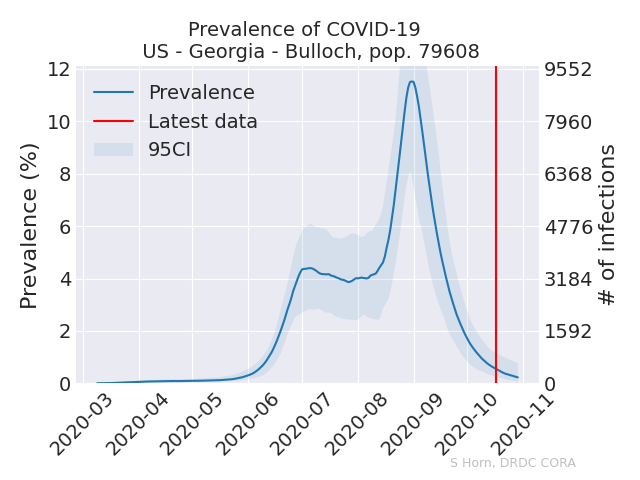 Prevalence of COVID-19
US - Georgia - Bulloch, pop. 79608
Prevalence
Latest data
95CI
Prevalence (%)
12
10
8
6
4
2
0
9552
7960
6368
4776
3184
1592
0
# of infections
2020-03
2020-04
2020-05
2020-06
2020-07
2020-08
2020-09
2020-10
2020-11
S Horn, DRDC CORA